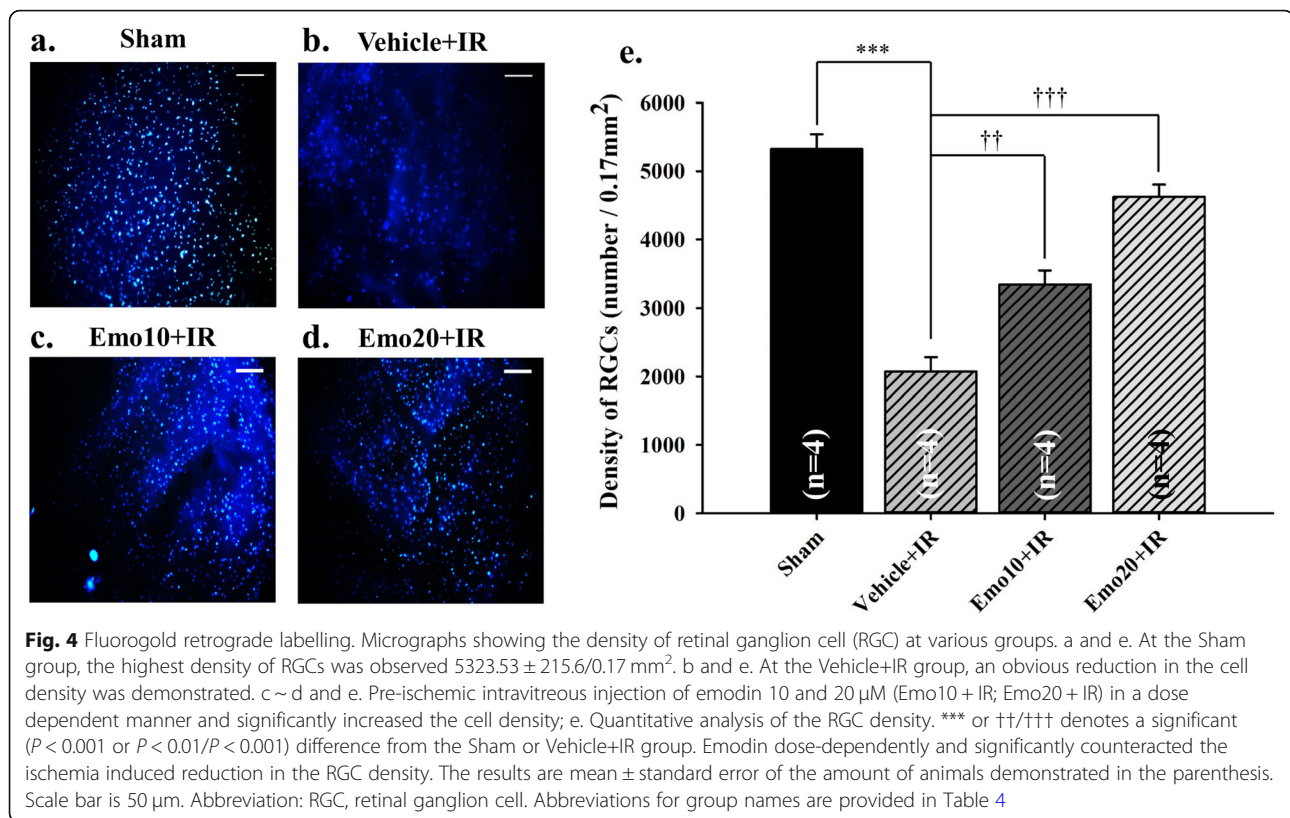 a. Sham
b. Vehicle+IR
c. Emo10+IR
d. Emo20+IR
e.
***
†††
††
Density of RGCs (number / 0.17mm²)
6000
5000
4000
3000
2000
1000
0
(n=4)
(n=4)
(n=4)
(n=4)
Sham
Vehicle+IR
Emo10+IR
Emo20+IR
Fig. 4 Fluorogold retrograde labelling. Micrographs showing the density of retinal ganglion cell (RGC) at various groups. a and e. At the Sham
group, the highest density of RGCs was observed 5323.53 ± 215.6/0.17 mm². b and e. At the Vehicle+IR group, an obvious reduction in the cell
density was demonstrated. c ~ d and e. Pre-ischemic intravitreous injection of emodin 10 and 20 μM (Emo10 + IR; Emo20 + IR) in a dose
dependent manner and significantly increased the cell density; e. Quantitative analysis of the RGC density. *** or ††/††† denotes a significant
(P < 0.001 or P < 0.01/P < 0.001) difference from the Sham or Vehicle+IR group. Emodin dose-dependently and significantly counteracted the
ischemia induced reduction in the RGC density. The results are mean ± standard error of the amount of animals demonstrated in the parenthesis.
Scale bar is 50 μm. Abbreviation: RGC, retinal ganglion cell. Abbreviations for group names are provided in Table 4